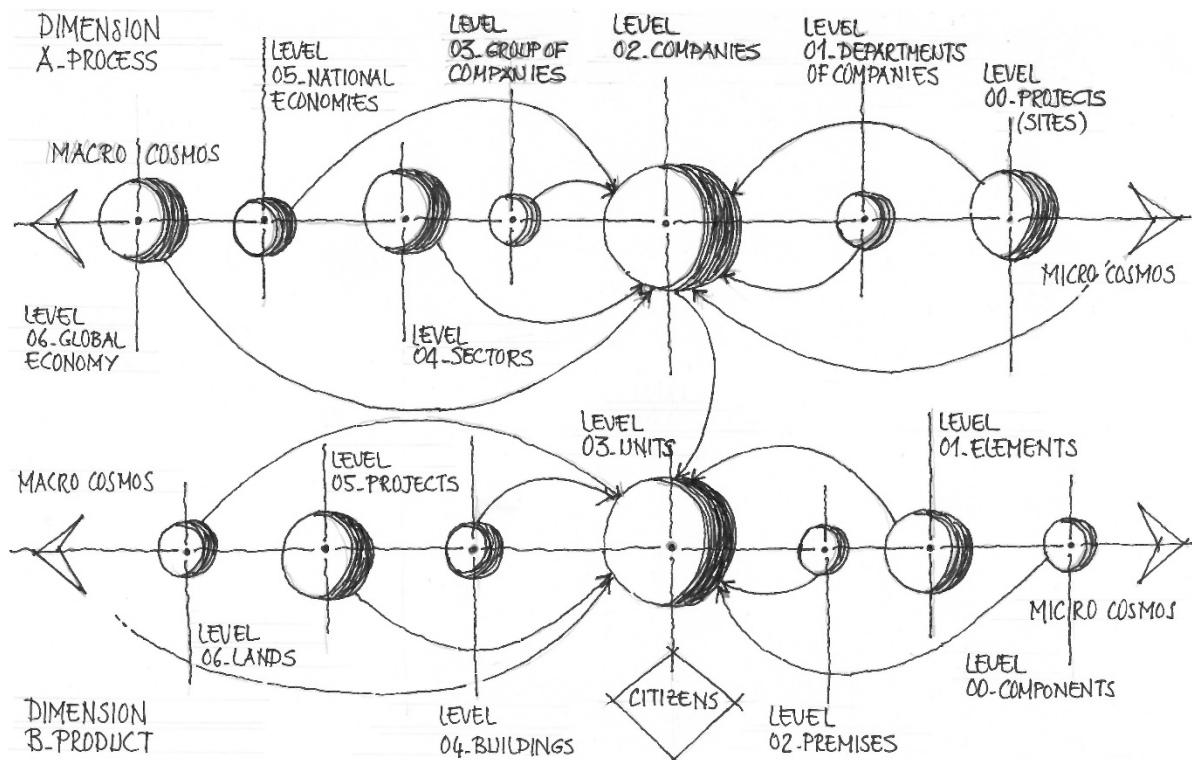 DIMENSION
A_PROCESS
LEVEL
05_NATIONAL
ECONOMIES
LEVEL
03_GROUP OF
COMPANIES
LEVEL
02_COMPANIES
LEVEL
01_DEPARTMENTS
OF COMPANIES
LEVEL
00_PROJECTS
(SITES)
MACRO COSMOS
MICRO COSMOS
LEVEL
06_GLOBAL
ECONOMY
LEVEL
04_SECTORS
MACRO COSMOS
LEVEL
05_PROJECTS
LEVEL
03_UNITS
LEVEL
01_ELEMENTS
MICRO COSMOS
LEVEL
06_LANDS
DIMENSION
B_PRODUCT
LEVEL
04_BUILDINGS
CITIZENS
LEVEL
02_PREMISES
LEVEL
00_COMPONENTS